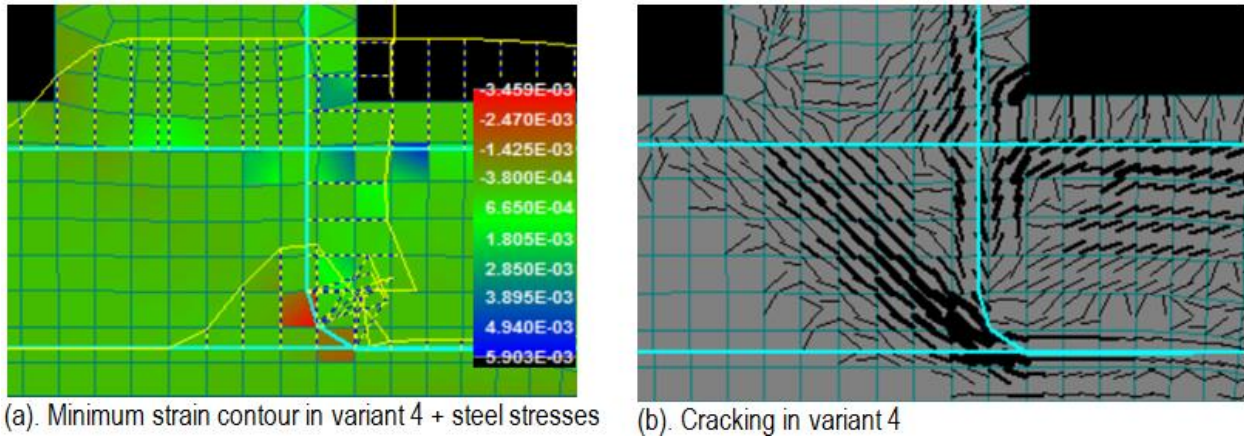 -3.459E-03
-2.470E-03
-1.425E-03
-3.800E-04
6.650E-04
1.805E-03
2.850E-03
3.895E-03
4.940E-03
5.903E-03
(a). Minimum strain contour in variant 4 + steel stresses
(b). Cracking in variant 4